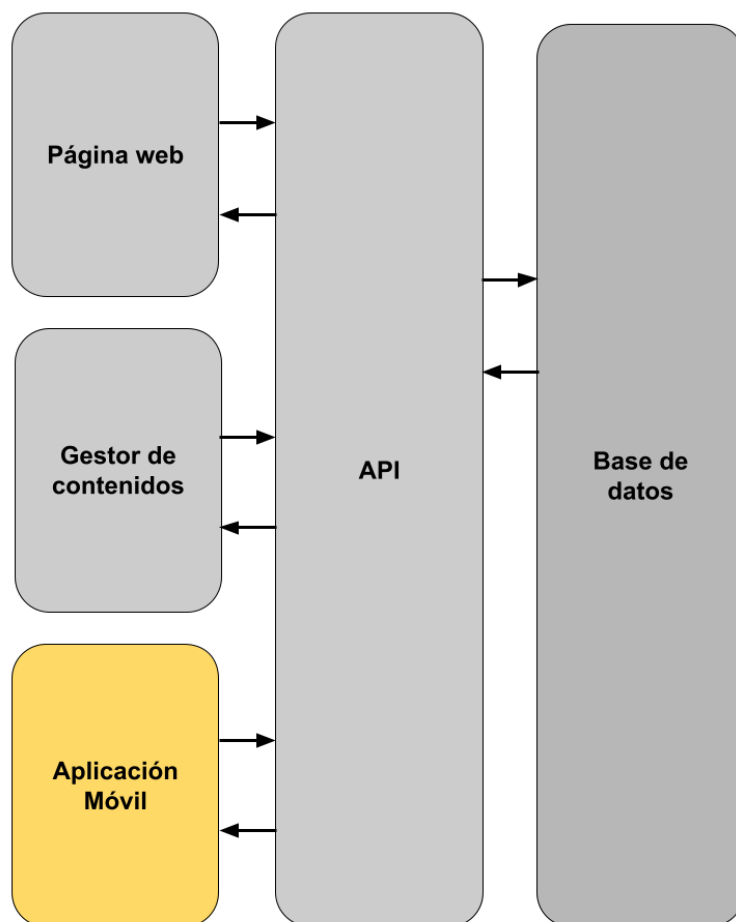 Página web
Gestor de
contenidos
Aplicación
Móvil
API
Base de
datos